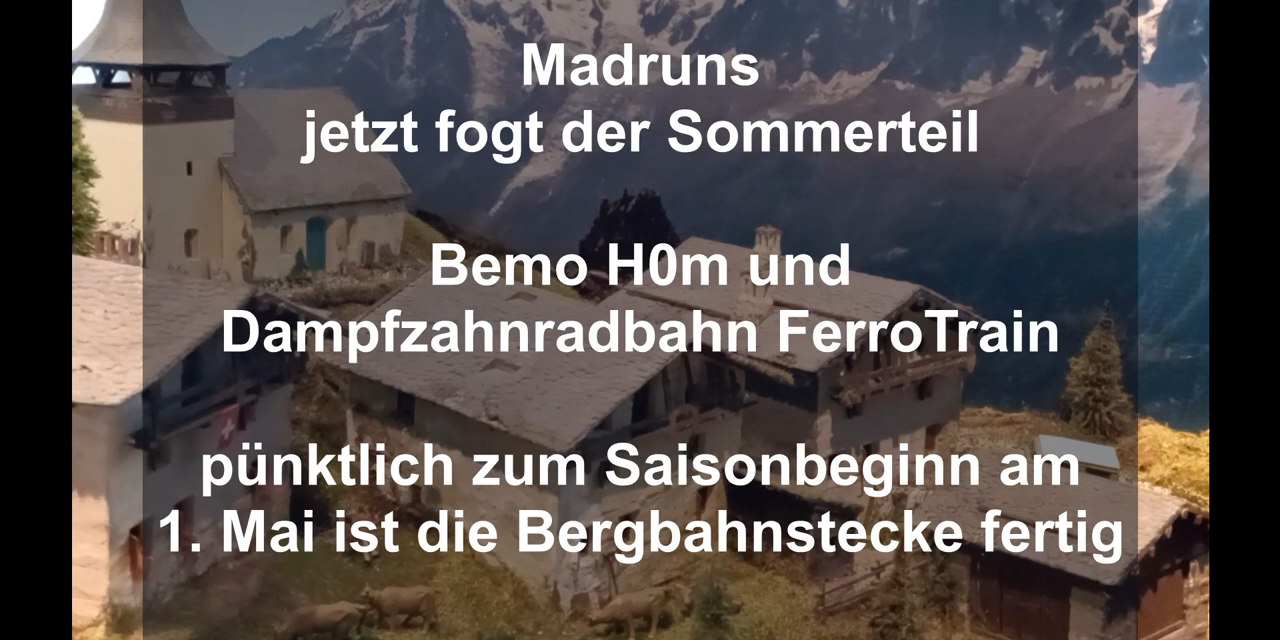 Madruns
jetzt fogt der Sommerteil
Bemo H0m und
Dampfzahnradbahn FerroTrain
pünktlich zum Saisonbeginn am
1. Mai ist die Bergbahnstecke fertig